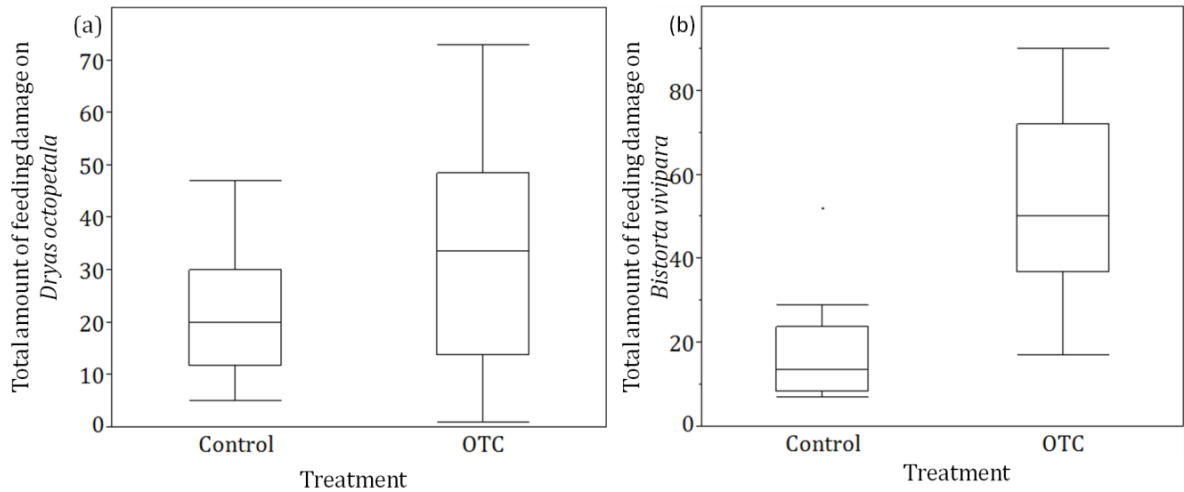 (a)
Total amount of feeding damage on
Dryas octopetala
70
60
50
40
30
20
10
0
Control
OTC
Treatment
(b)
Total amount of feeding damage on
Bistorta vivipara
80
60
40
20
0
Control
OTC
Treatment